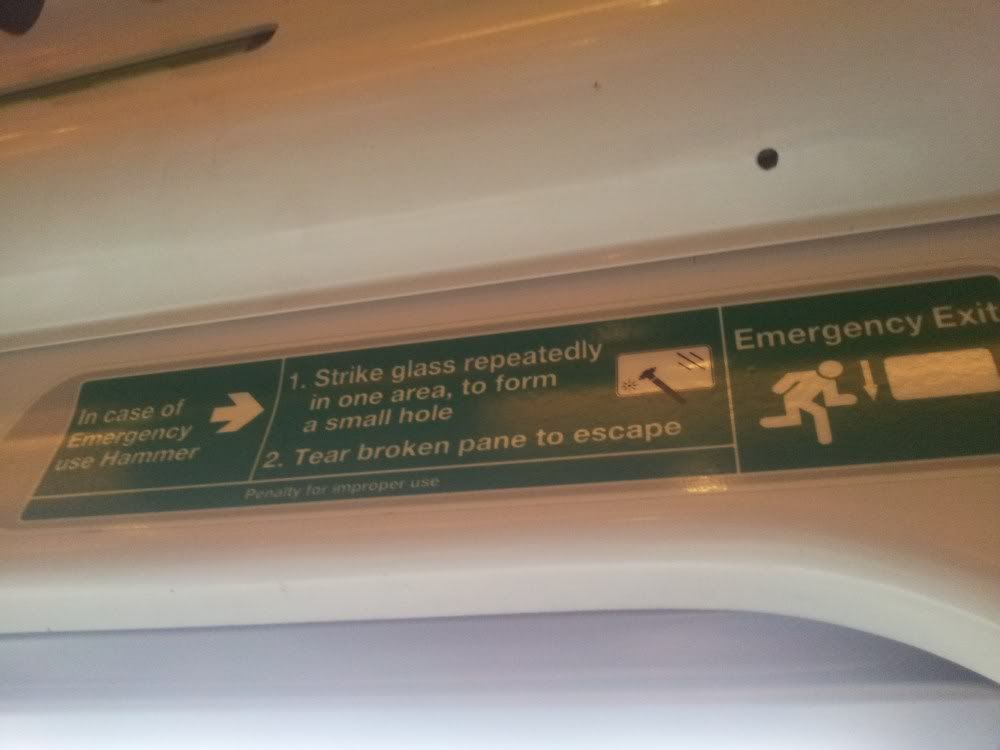 In case of
Emergency
use Hammer
1. Strike glass repeatedly
in one area, to form
a small hole
2. Tear broken pane to escape
Penalty for improper use
Emergency Exit